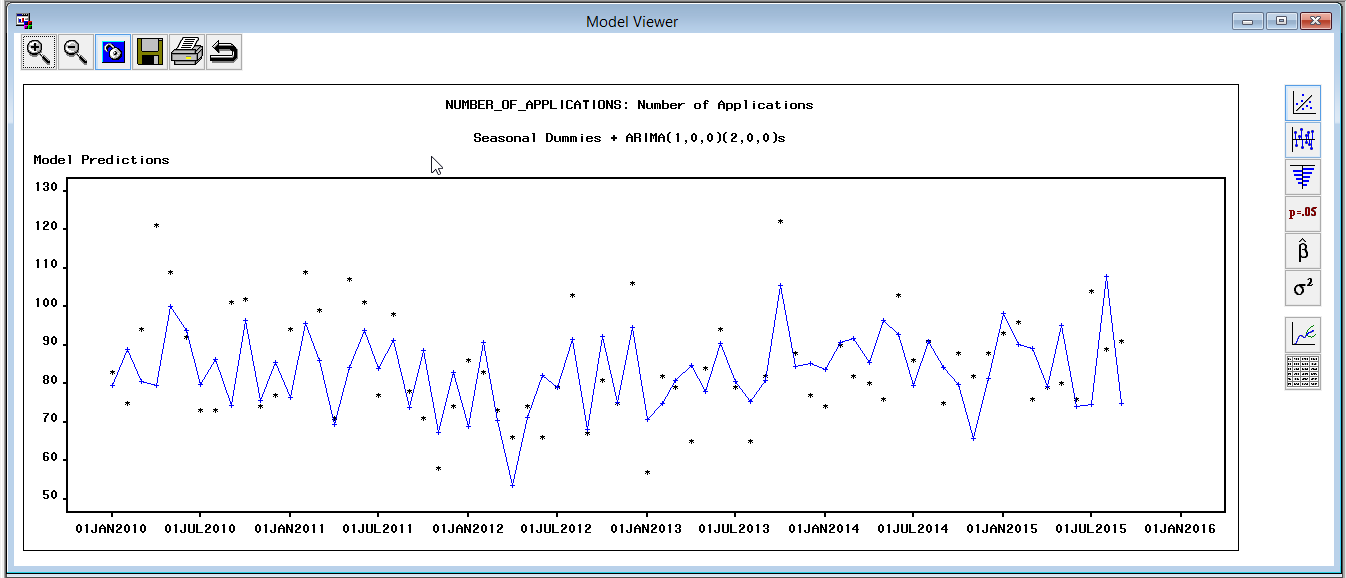 Model Viewer
NUMBER_OF_APPLICATIONS: Number of Applications
Seasonal Dummies + ARIMA(1,0,0)(2,0,0)s
Model Predictions
130
120
110
100
90
80
70
60
50
01JAN2010 01JUL2010 01JAN2011 01JUL2011 01JAN2012 01JUL2012 01JAN2013 01JUL2013 01JAN2014 01JUL2014 01JAN2015 01JUL2015 01JAN2016
p=.05
β̂
σ²